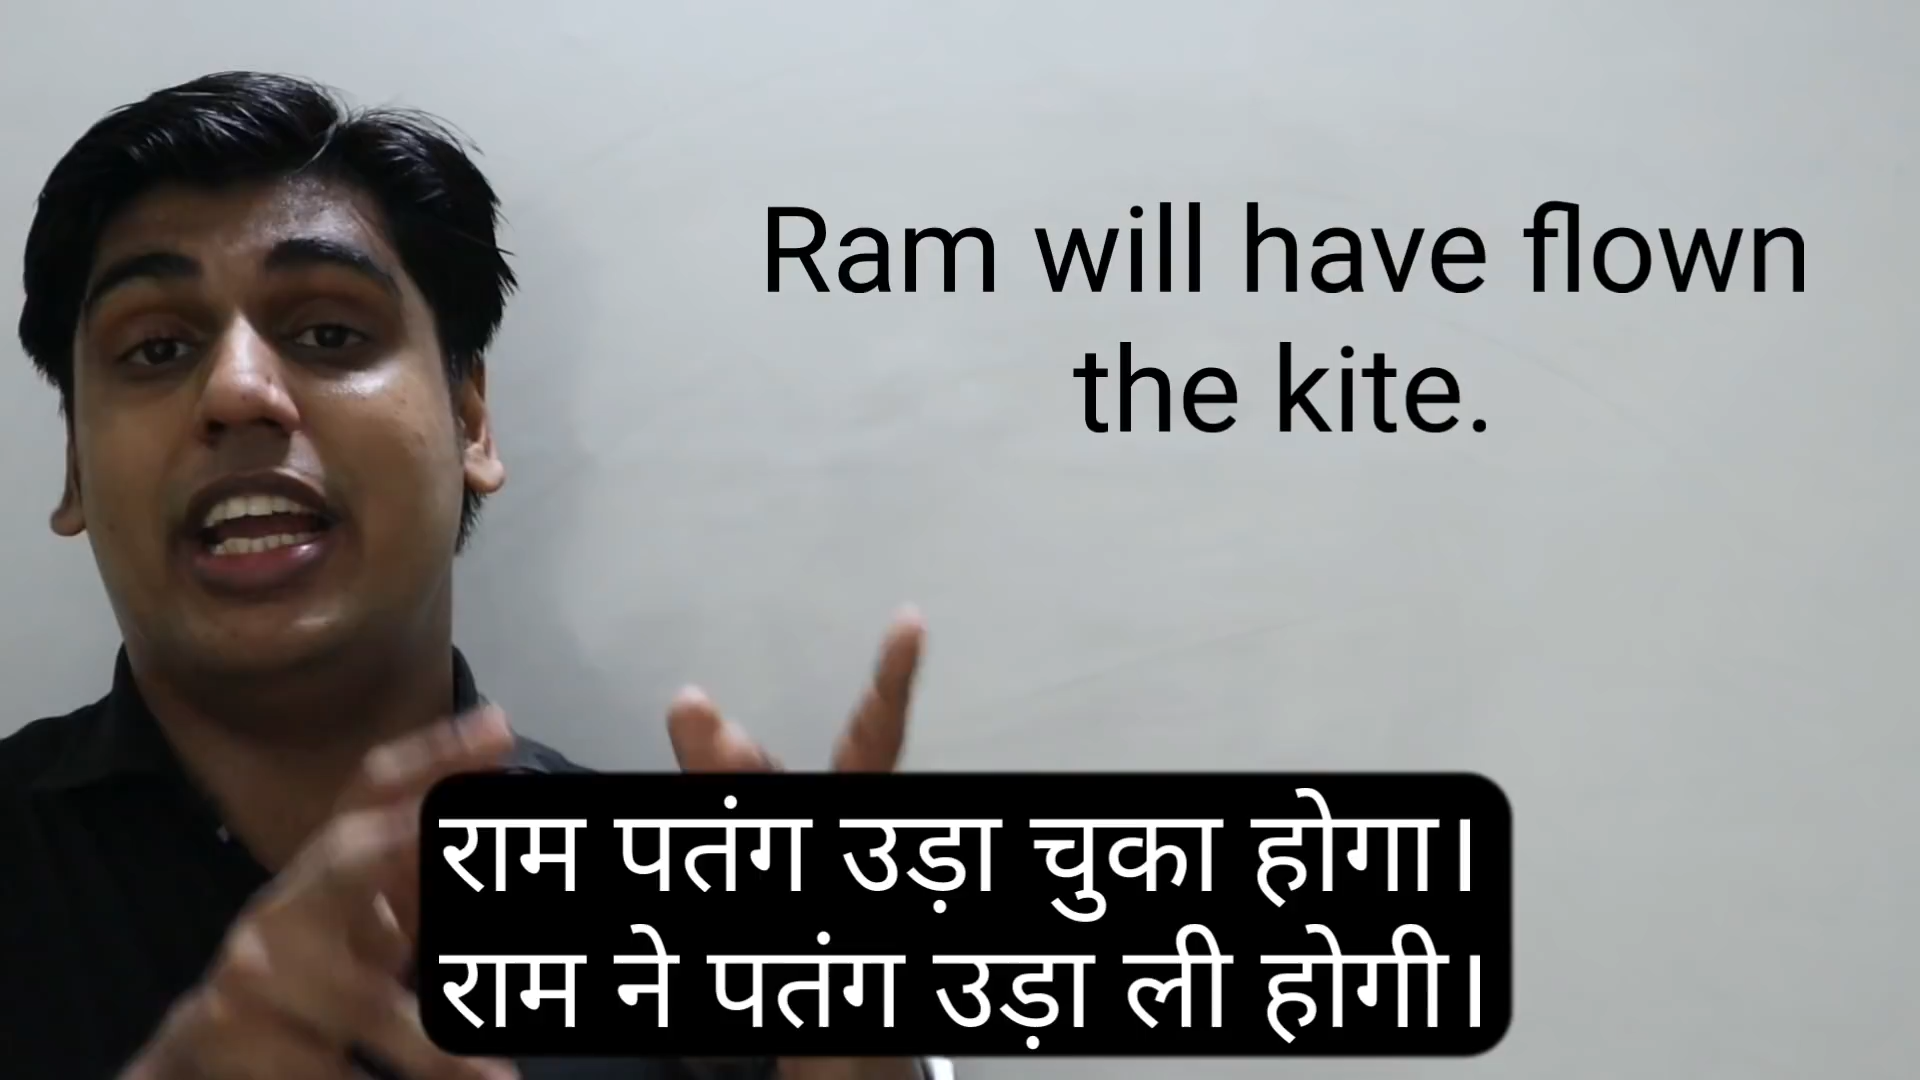 Ram will have flown
the kite.
राम पतंग उड़ा चुका होगा।
राम ने पतंग उड़ा ली होगी।